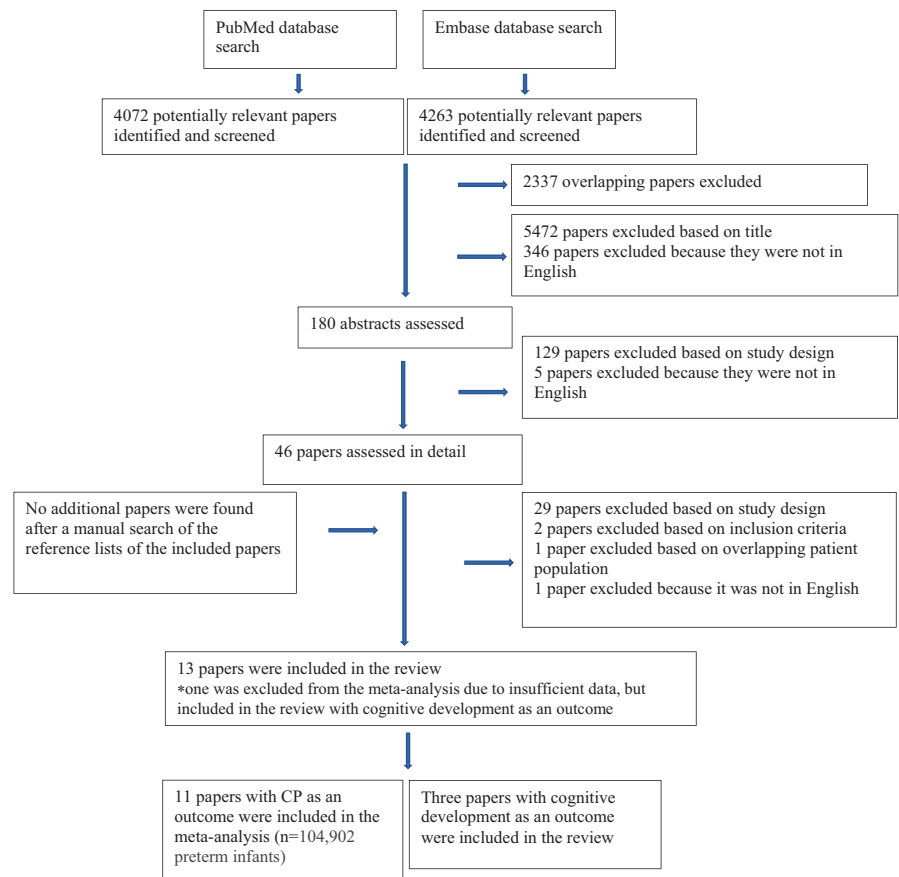 PubMed database
search
Embase database search
4072 potentially relevant papers
identified and screened
4263 potentially relevant papers
identified and screened
2337 overlapping papers excluded
5472 papers excluded based on title
346 papers excluded because they were not in
English
180 abstracts assessed
129 papers excluded based on study design
5 papers excluded because they were not in
English
46 papers assessed in detail
No additional papers were found
after a manual search of the
reference lists of the included papers
29 papers excluded based on study design
2 papers excluded based on inclusion criteria
1 paper excluded based on overlapping patient
population
1 paper excluded because it was not in English
13 papers were included in the review
*one was excluded from the meta-analysis due to insufficient data, but
included in the review with cognitive development as an outcome
11 papers with CP as an
outcome were included in the
meta-analysis (n=104,902
preterm infants)
Three papers with cognitive
development as an outcome
were included in the review